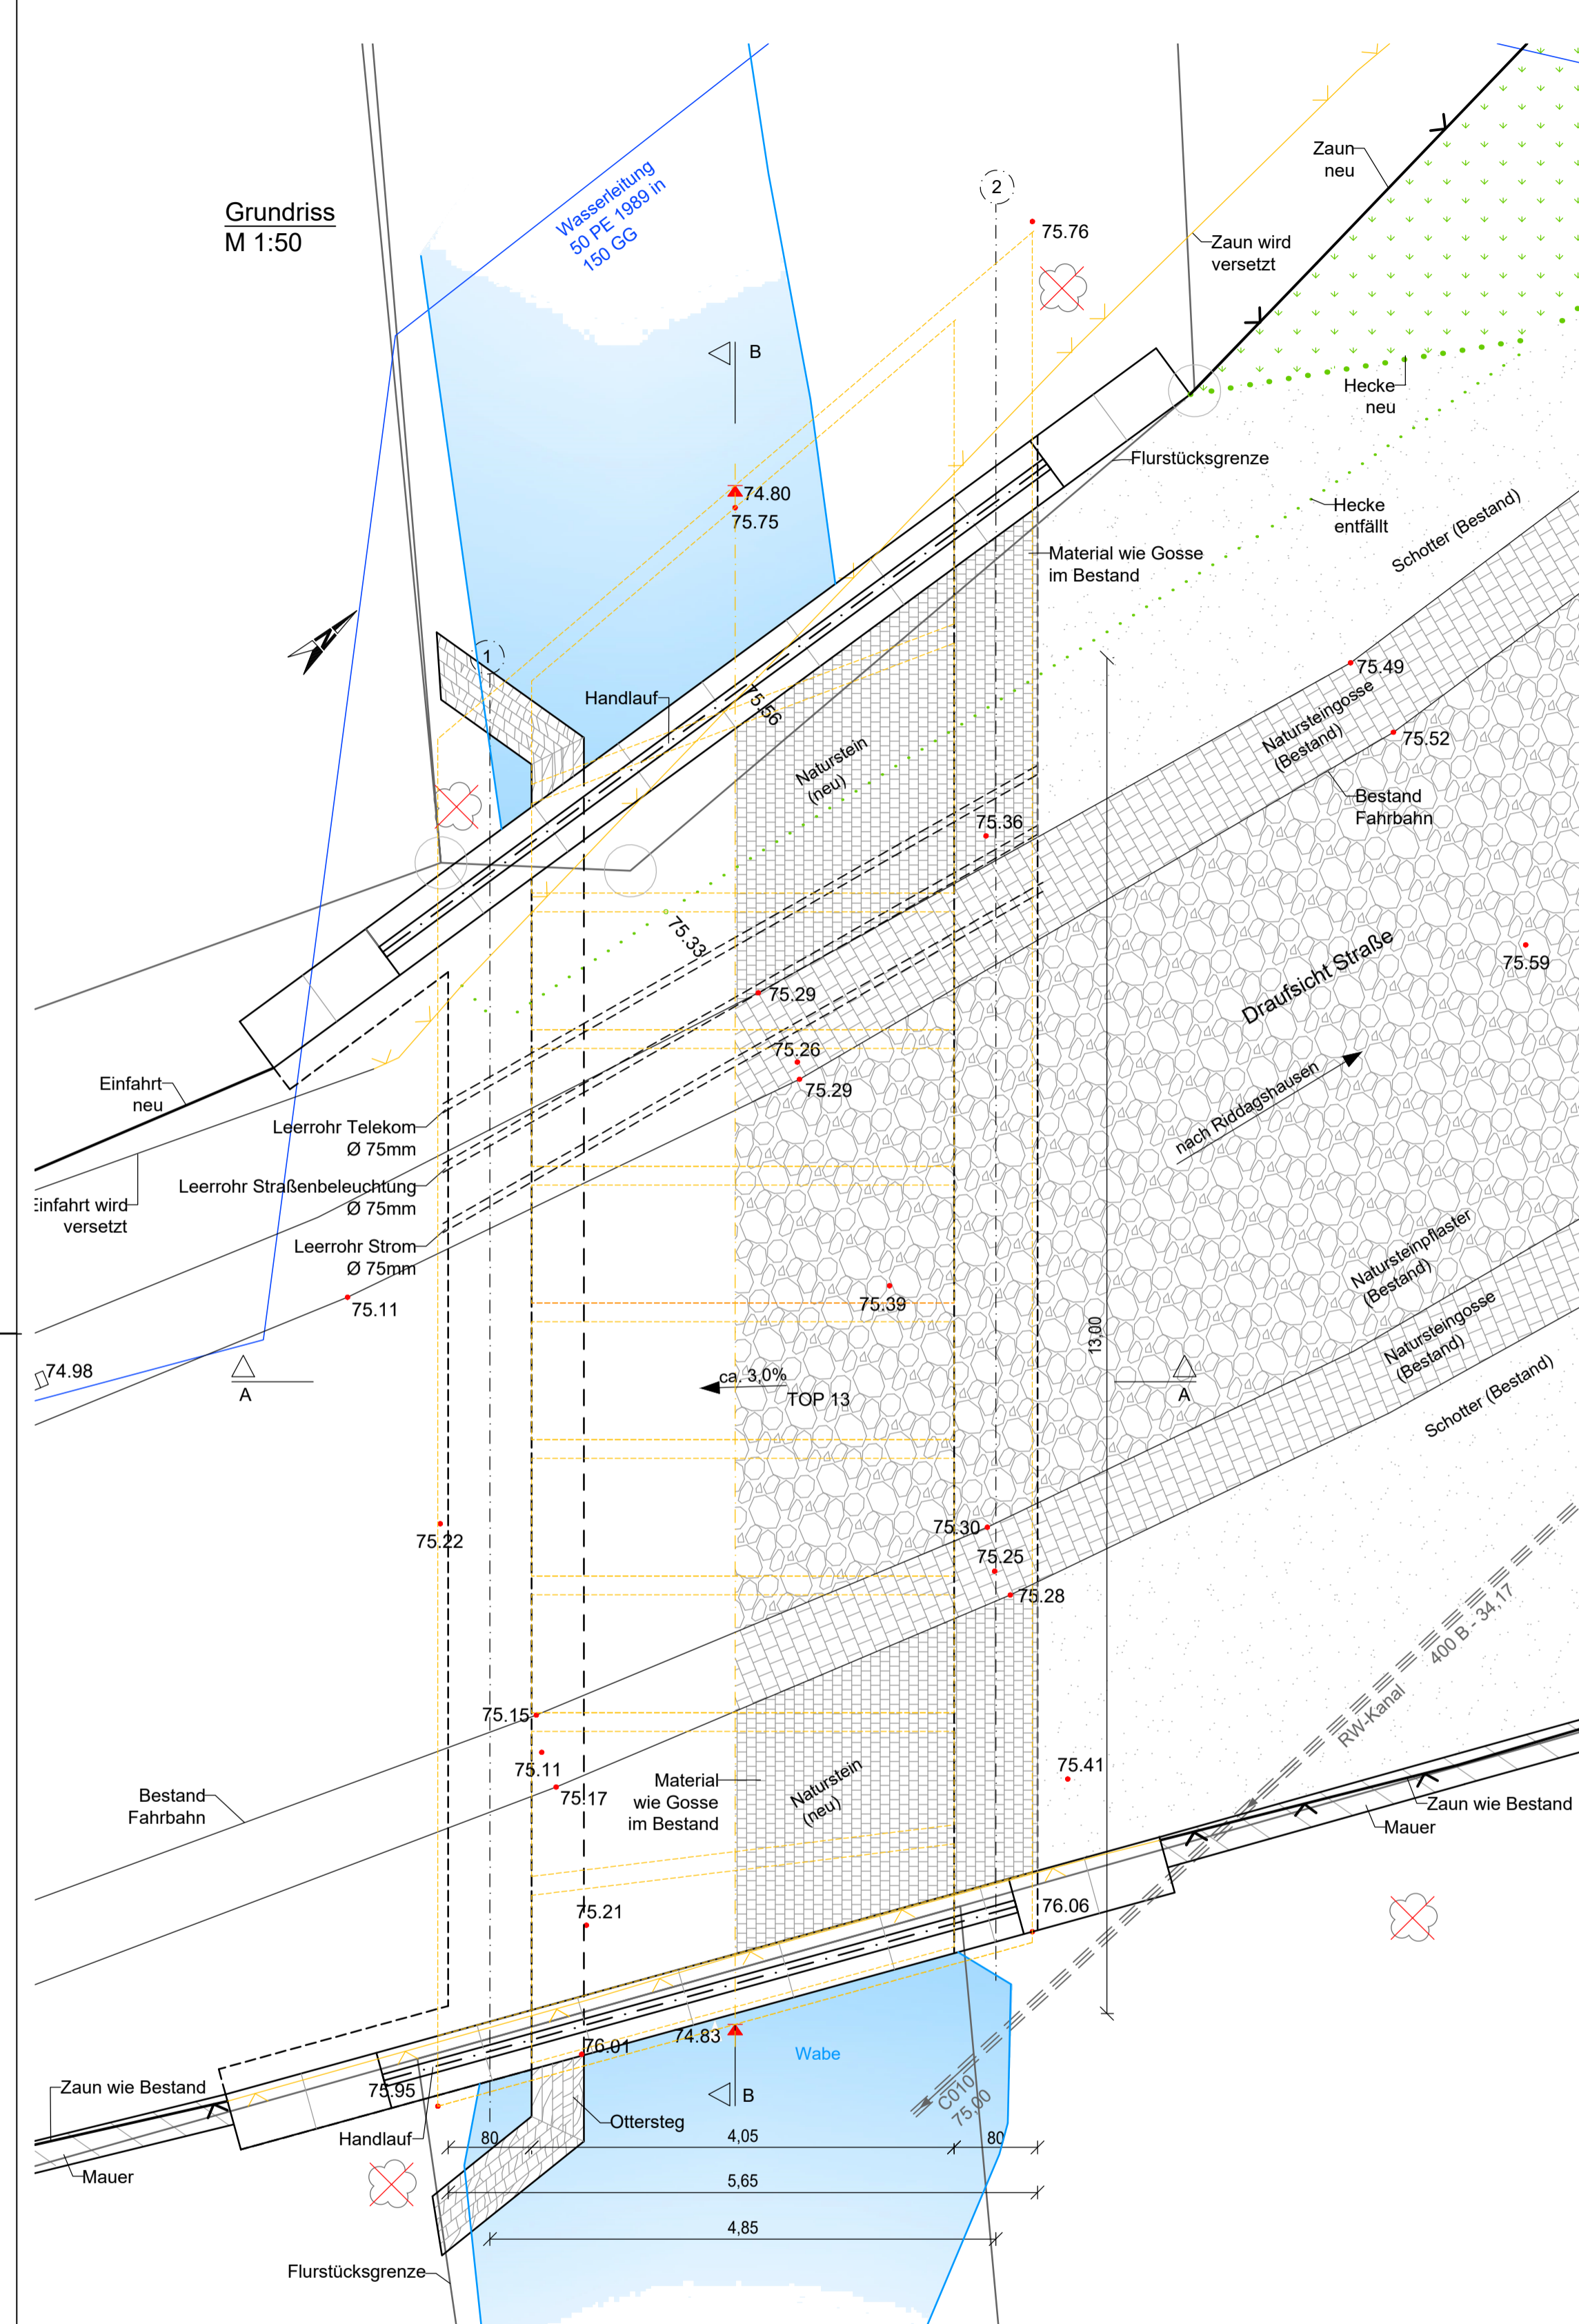 Grundriss
M 1:50
Wasserleitung
50 PE 1989 in
150 GG
2
75.76
Zaun
neu
Zaun wird
versetzt
B
Hecke
neu
Flurstücksgrenze
74.80
75.75
Hecke
entfällt
Schotter (Bestand)
Material wie Gosse
im Bestand
N
1
Handlauf
75.56
75.49
Natursteingosse
(Bestand)
75.52
Naturstein
(neu)
Bestand
Fahrbahn
75.36
75.33
75.29
Draufsicht Straße
75.59
75.26
75.29
Einfahrt
neu
nach Riddagshausen
Leerrohr Telekom
Ø 75mm
Leerrohr Straßenbeleuchtung
Ø 75mm
Einfahrt wird
versetzt
Leerrohr Strom
Ø 75mm
Natursteinpflaster
(Bestand)
75.11
75.39
Natursteingosse
(Bestand)
13,00
74.98
A
ca. 3,0%
TOP 13
A
Schotter (Bestand)
75.22
75.30
75.25
75.28
400 B - 34,17
RW-Kanal
75.15
75.11
75.17
75.41
Material
wie Gosse
im Bestand
Naturstein
(neu)
Bestand
Fahrbahn
Zaun wie Bestand
Mauer
75.21
76.06
74.83
76.01
Wabe
75.95
Zaun wie Bestand
B
C010
75,00
Ottersteg
Handlauf
80
4,05
80
Mauer
5,65
4,85
Flurstücksgrenze